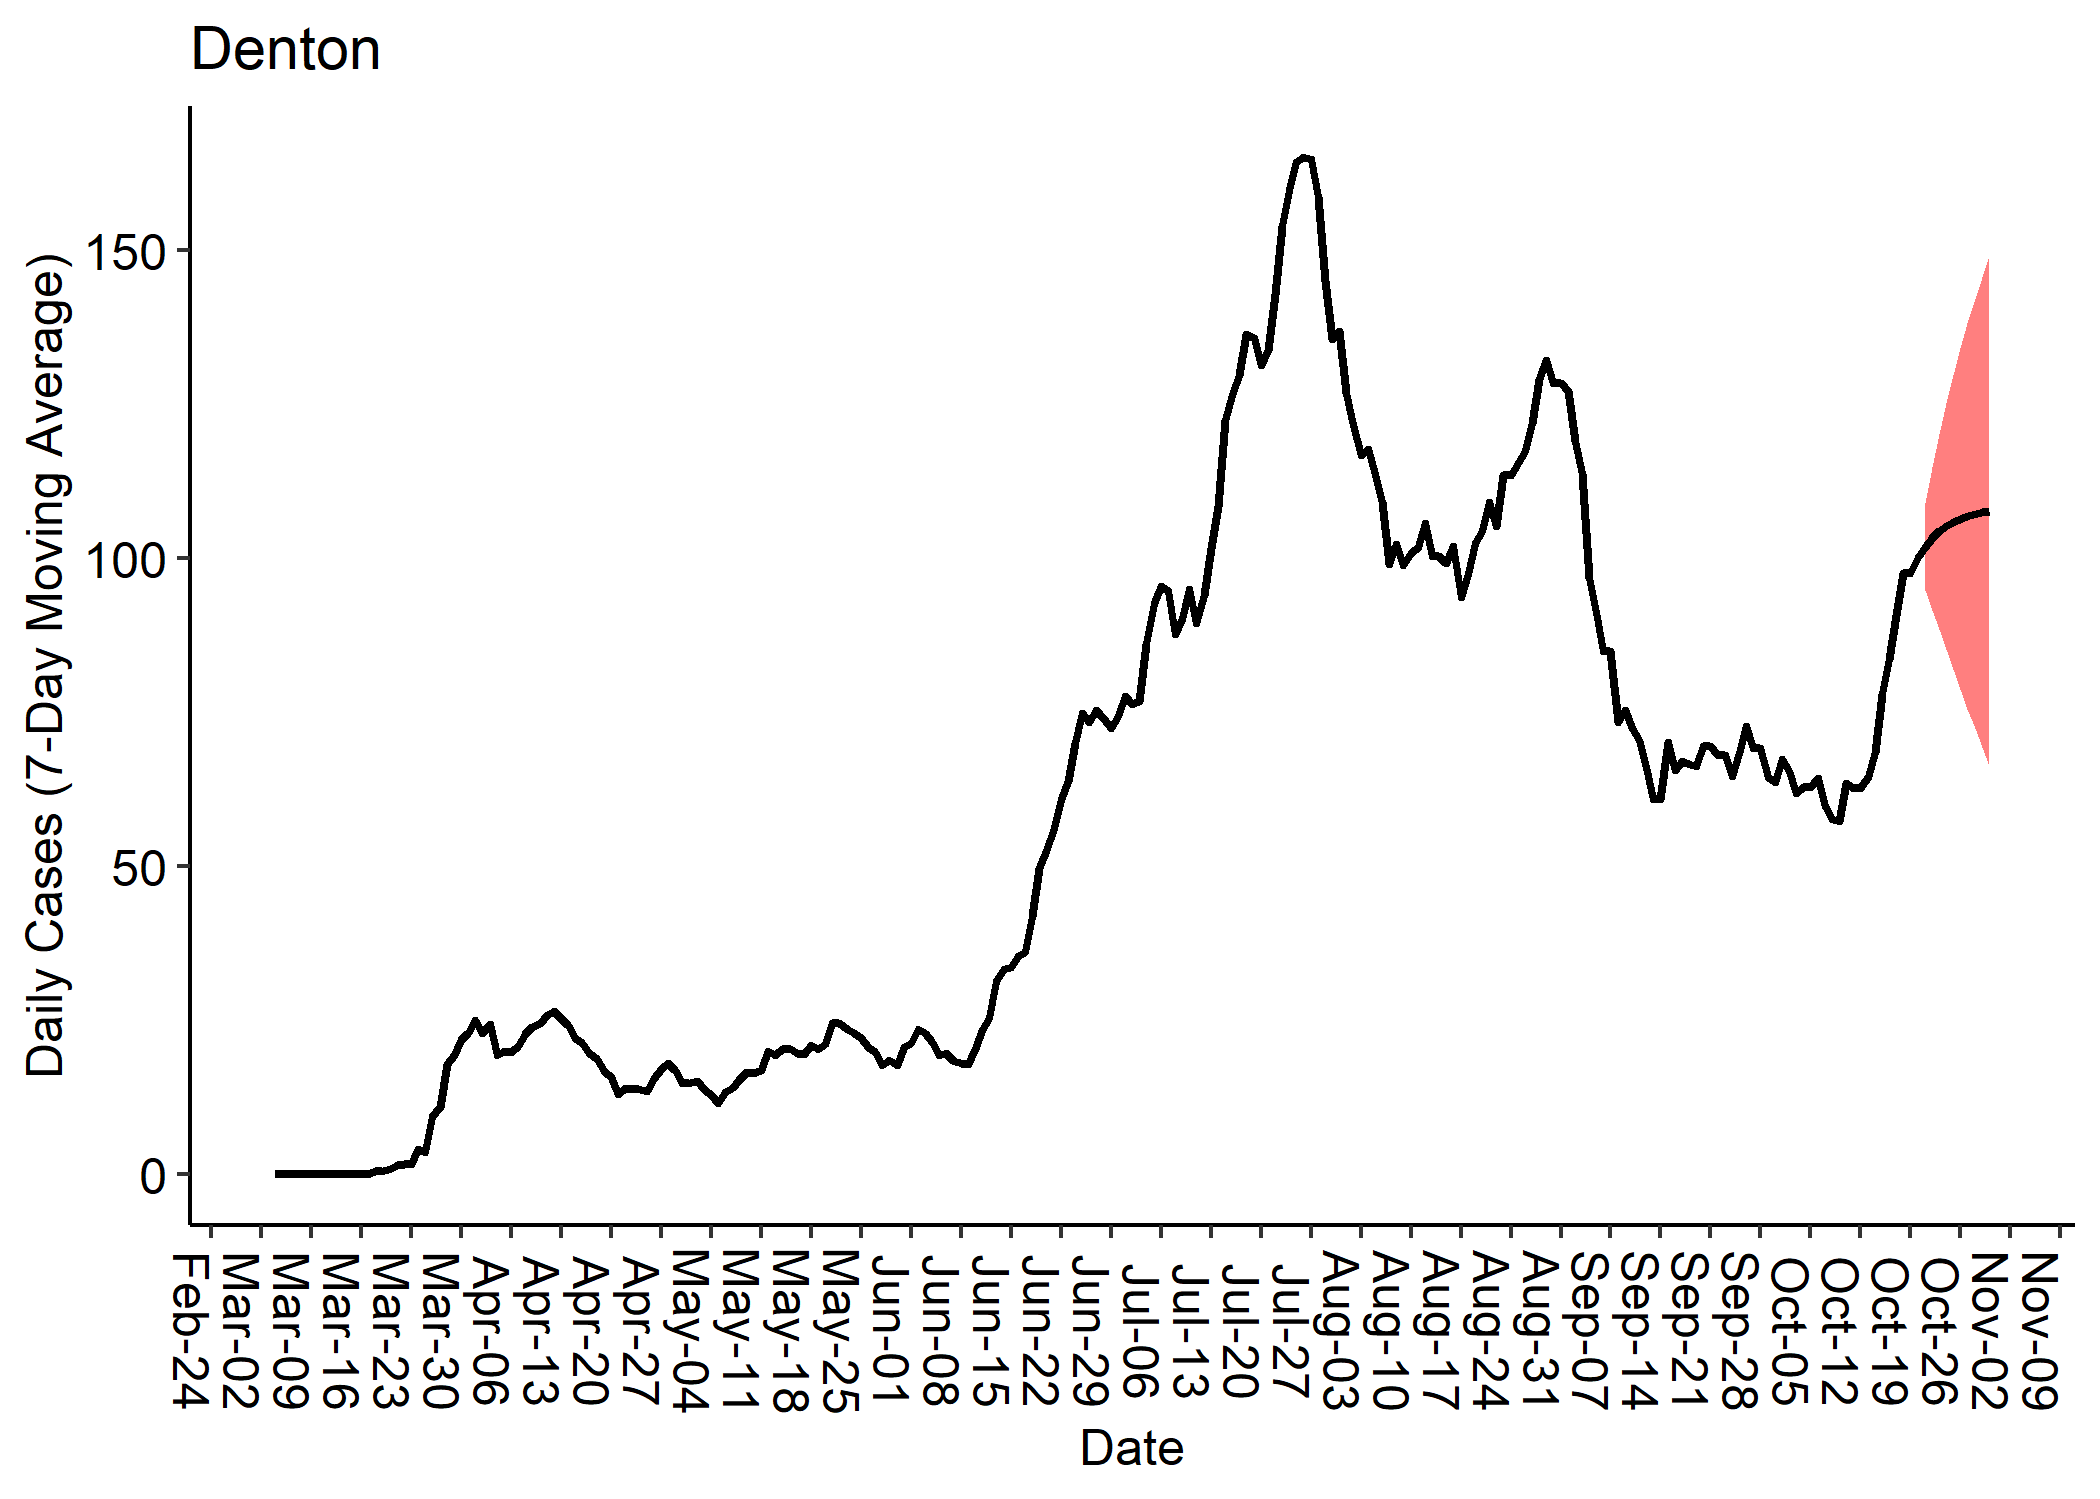 Denton
Daily Cases (7-Day Moving Average)
150
100
50
0
Feb-24
Mar-02
Mar-09
Mar-16
Mar-23
Mar-30
Apr-06
Apr-13
Apr-20
Apr-27
May-04
May-11
May-18
May-25
Jun-01
Jun-08
Jun-15
Jun-22
Jun-29
Jul-06
Jul-13
Jul-20
Jul-27
Aug-03
Aug-10
Aug-17
Aug-24
Aug-31
Sep-07
Sep-14
Sep-21
Sep-28
Oct-05
Oct-12
Oct-19
Oct-26
Nov-02
Nov-09
Date